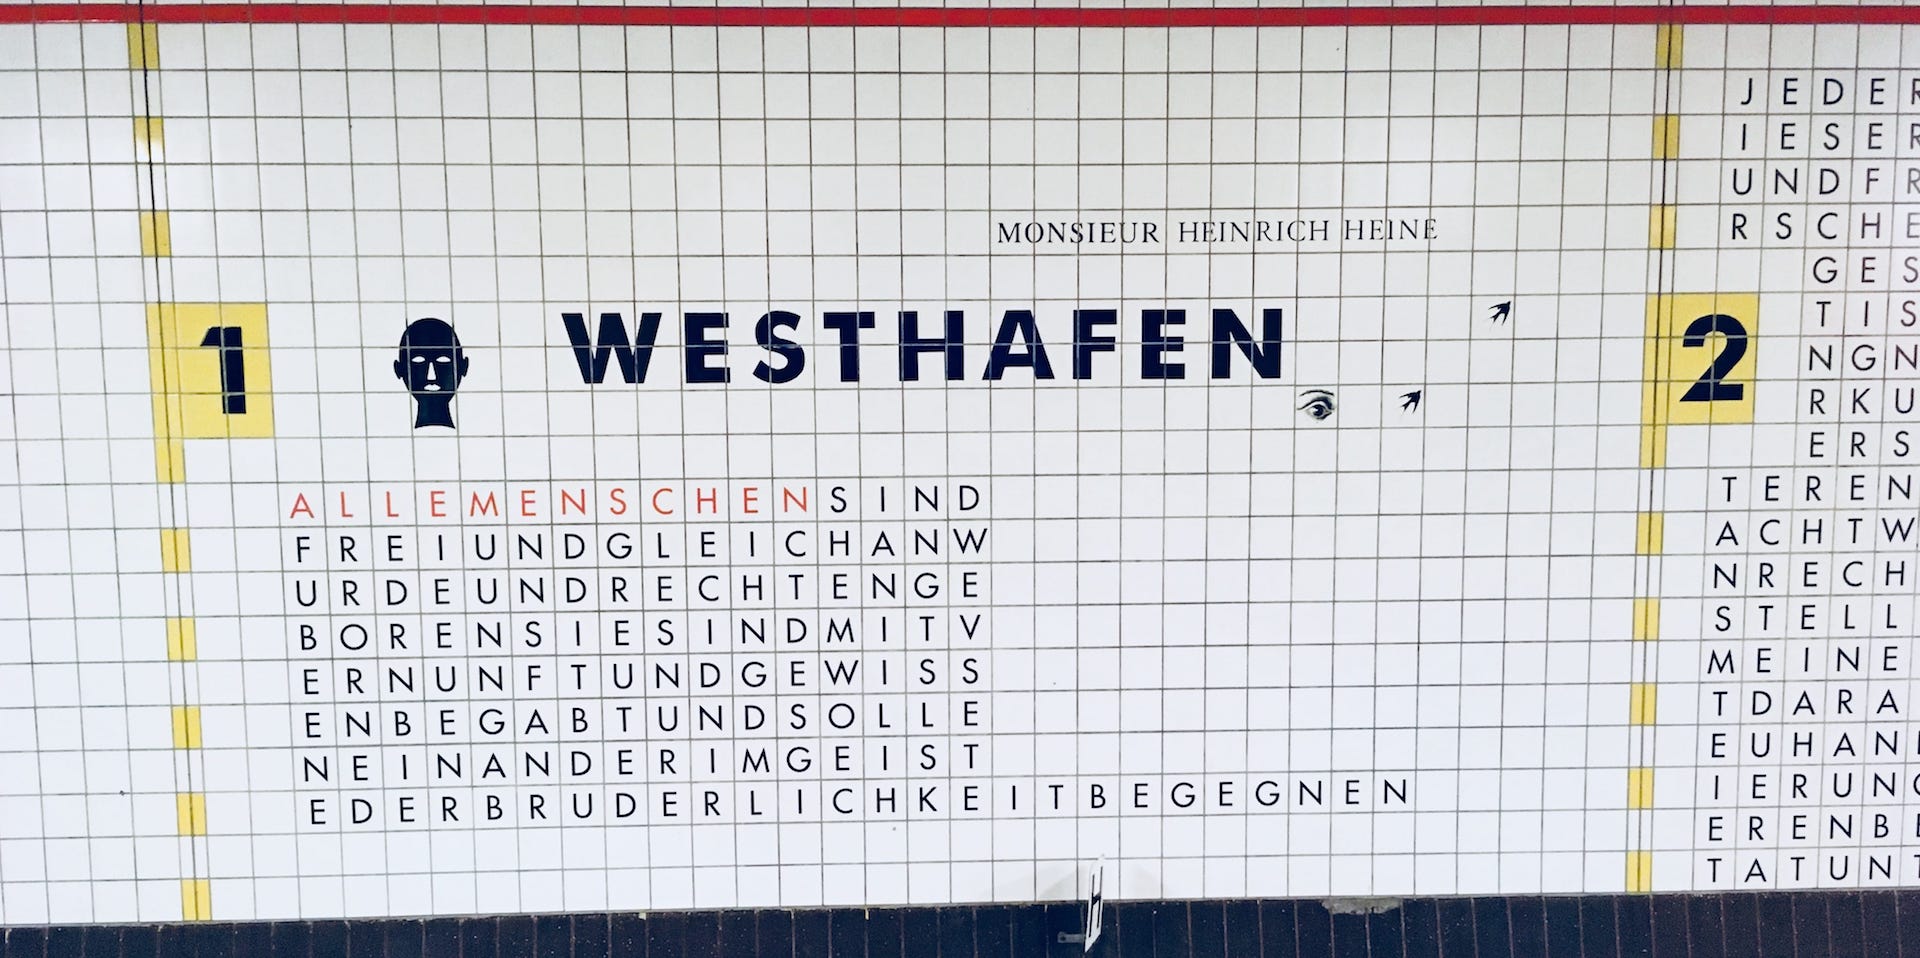 MONSIEUR HEINRICH HEINE
1
WESTHAFEN
ALLEMENSCHENSIND
FREIUNDGLEICHANW
URDEUNDRECHTENGE
BORENSIESINDMITV
ERNUNFTUNDGEWISS
ENBEGABTUNDSOLLE
NEINANDERIMGEIST
EDERBRUDERLICHKEITBEGEGNEN
2
JEDER
IESER
UNDFR
RSCHE
GES
TIS
NGN
RKU
ERS
TEREN
ACHTW
NRECH
STELL
MEINE
TDARA
EUHAN
IERUN
ERENB
TATUNT